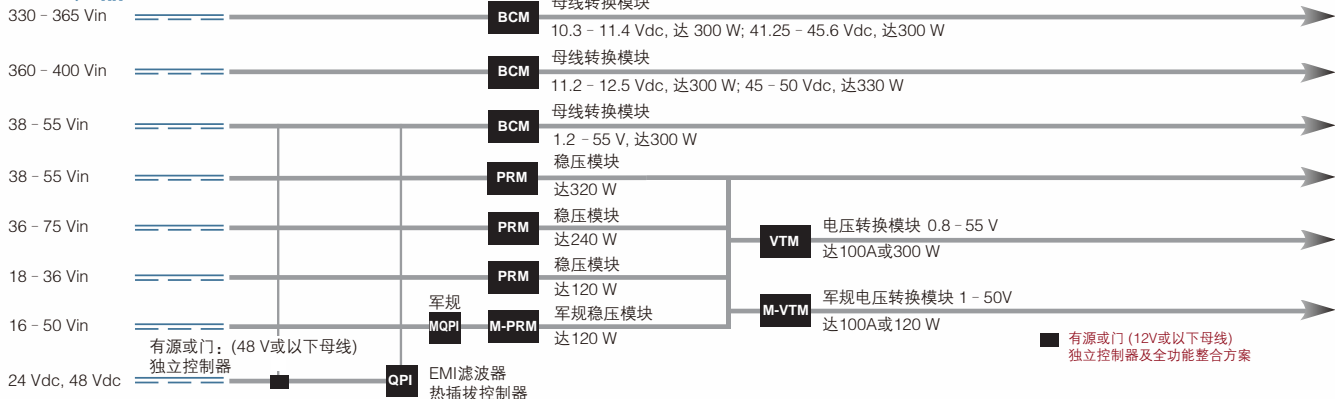 母线转换模块
330 - 365 Vin
BCM
10.3 - 11.4 Vdc, 达 300 W; 41.25 - 45.6 Vdc, 达300 W
母线转换模块
360 - 400 Vin
BCM
11.2 - 12.5 Vdc, 达300 W; 45 - 50 Vdc, 达330 W
母线转换模块
38 - 55 Vin
BCM
1.2 - 55 V, 达300 W
稳压模块
38 - 55 Vin
PRM
达320 W
稳压模块
36 - 75 Vin
PRM
达240 W
电压转换模块 0.8 - 55 V
VTM
达100A或300 W
稳压模块
18 - 36 Vin
PRM
达120 W
军规
军规稳压模块
16 - 50 Vin
MQPI
M-PRM
达120 W
军规电压转换模块 1 - 50V
M-VTM
达100A或120 W
有源或门：(48 V或以下母线)
独立控制器
有源或门 (12V或以下母线)
独立控制器及全功能整合方案
24 Vdc, 48 Vdc
QPI
EMI滤波器
热插拔控制器